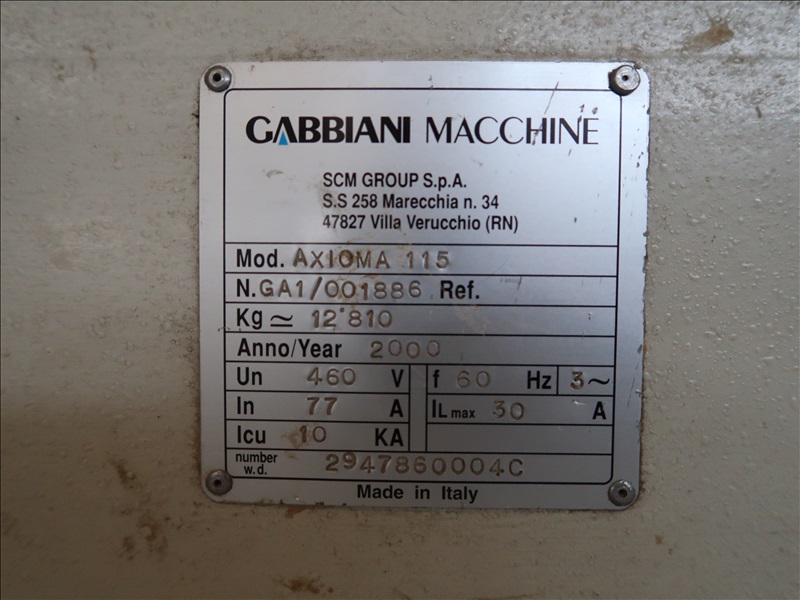 GABBIANI MACCHINE
SCM GROUP S.p.A.
S.S 258 Marecchia n. 34
47827 Villa Verucchio (RN)
Mod. AXIOMA 115
N.GA1/001886 Ref.
Kg ≃ 12˙810
Anno/Year 2000
Un 460 V f 60 Hz 3~
In 77 A IL max 30 A
Icu 10 KA
number w.d. 2947860004C
Made in Italy